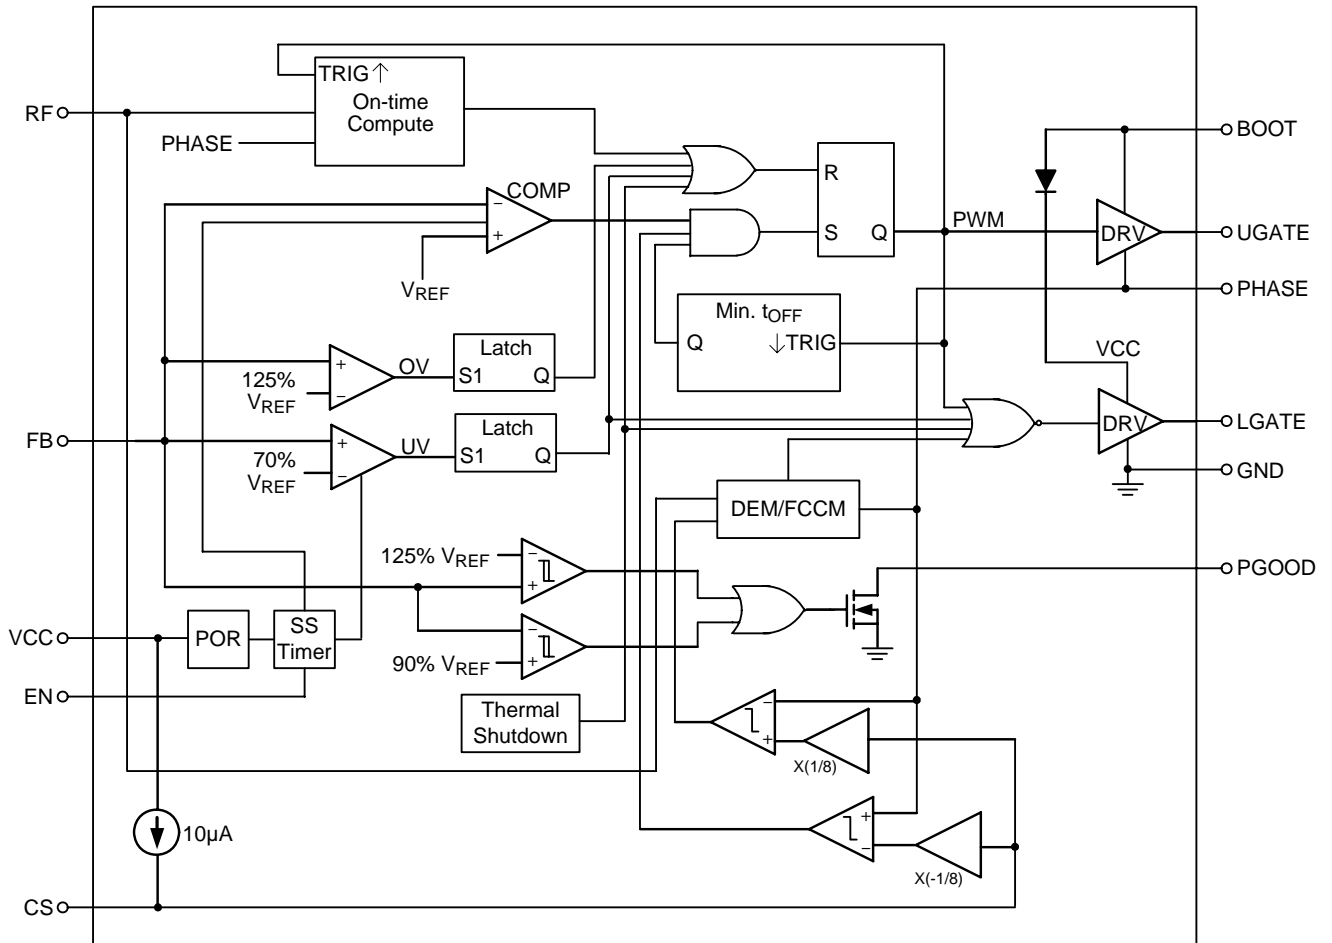 TRIG↑
On-time
Compute
RF
PHASE
BOOT
COMP
−
+
VREF
R
S
Q
PWM
DRV
UGATE
PHASE
Min. tOFF
Q
↓TRIG
VCC
Latch
S1
Q
OV
+
−
125%
VREF
FB
Latch
S1
Q
UV
+
−
70%
VREF
DRV
LGATE
GND
DEM/FCCM
125% VREF
−
+
PGOOD
VCC
POR
SS
Timer
−
+
90% VREF
EN
Thermal
Shutdown
−
+
X(1/8)
10µA
+
−
X(-1/8)
CS